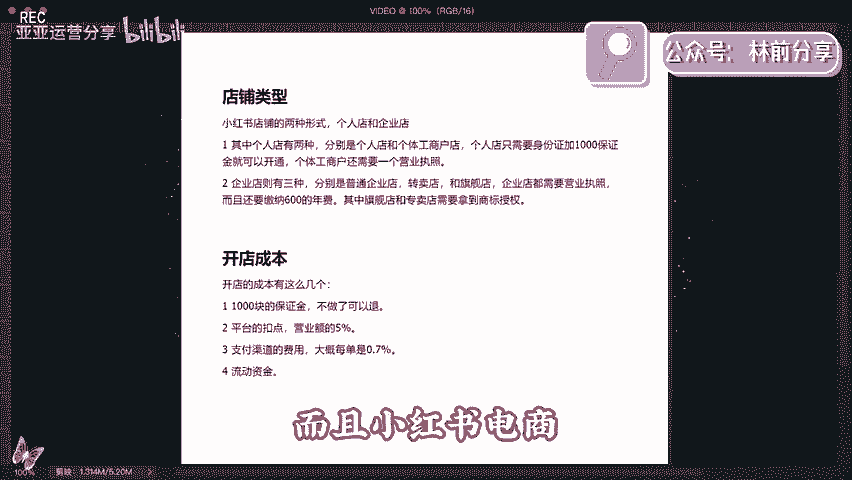 VIDEO @ 100% (RGB/16)
REC
亚亚运营分享 bilibili
公众号：林前分享
店铺类型
小红书店铺的两种形式，个人店和企业店
1 其中个人店有两种，分别是个人店和个体工商户店，个人店只需要身份证加1000保证
金就可以开通，个体工商户还需要一个营业执照。
2 企业店则有三种，分别是普通企业店，转卖店，和旗舰店，企业店都需要营业执照，
而且还要缴纳600的年费。其中旗舰店和专卖店需要拿到商标授权。
开店成本
开店的成本有这么几个：
1 1000块的保证金，不做了可以退。
2 平台的扣点，营业额的5%。
3 支付渠道的费用，大概每单是0.7%。
4 流动资金。
而且小红书电商
100% 剪映：1.314M/5.20M